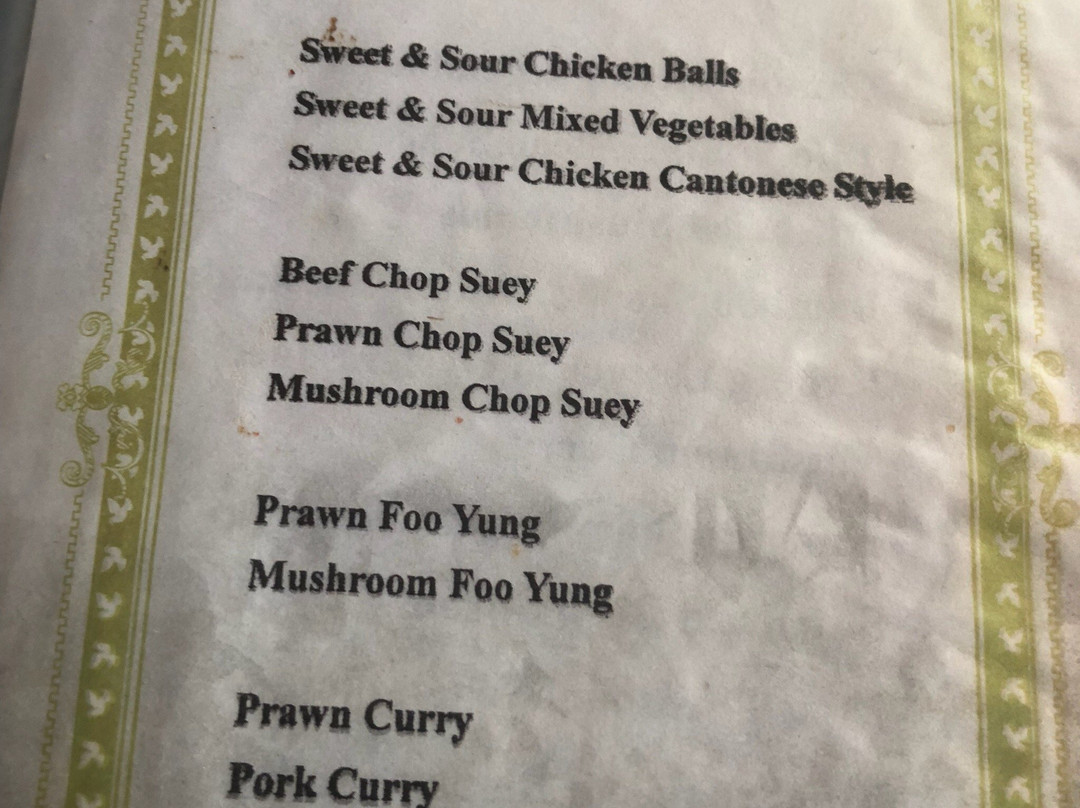 Sweet & Sour Chicken Balls
Sweet & Sour Mixed Vegetables
Sweet & Sour Chicken Cantonese Style
Beef Chop Suey
Prawn Chop Suey
Mushroom Chop Suey
Prawn Foo Yung
Mushroom Foo Yung
Prawn Curry
Pork Curry